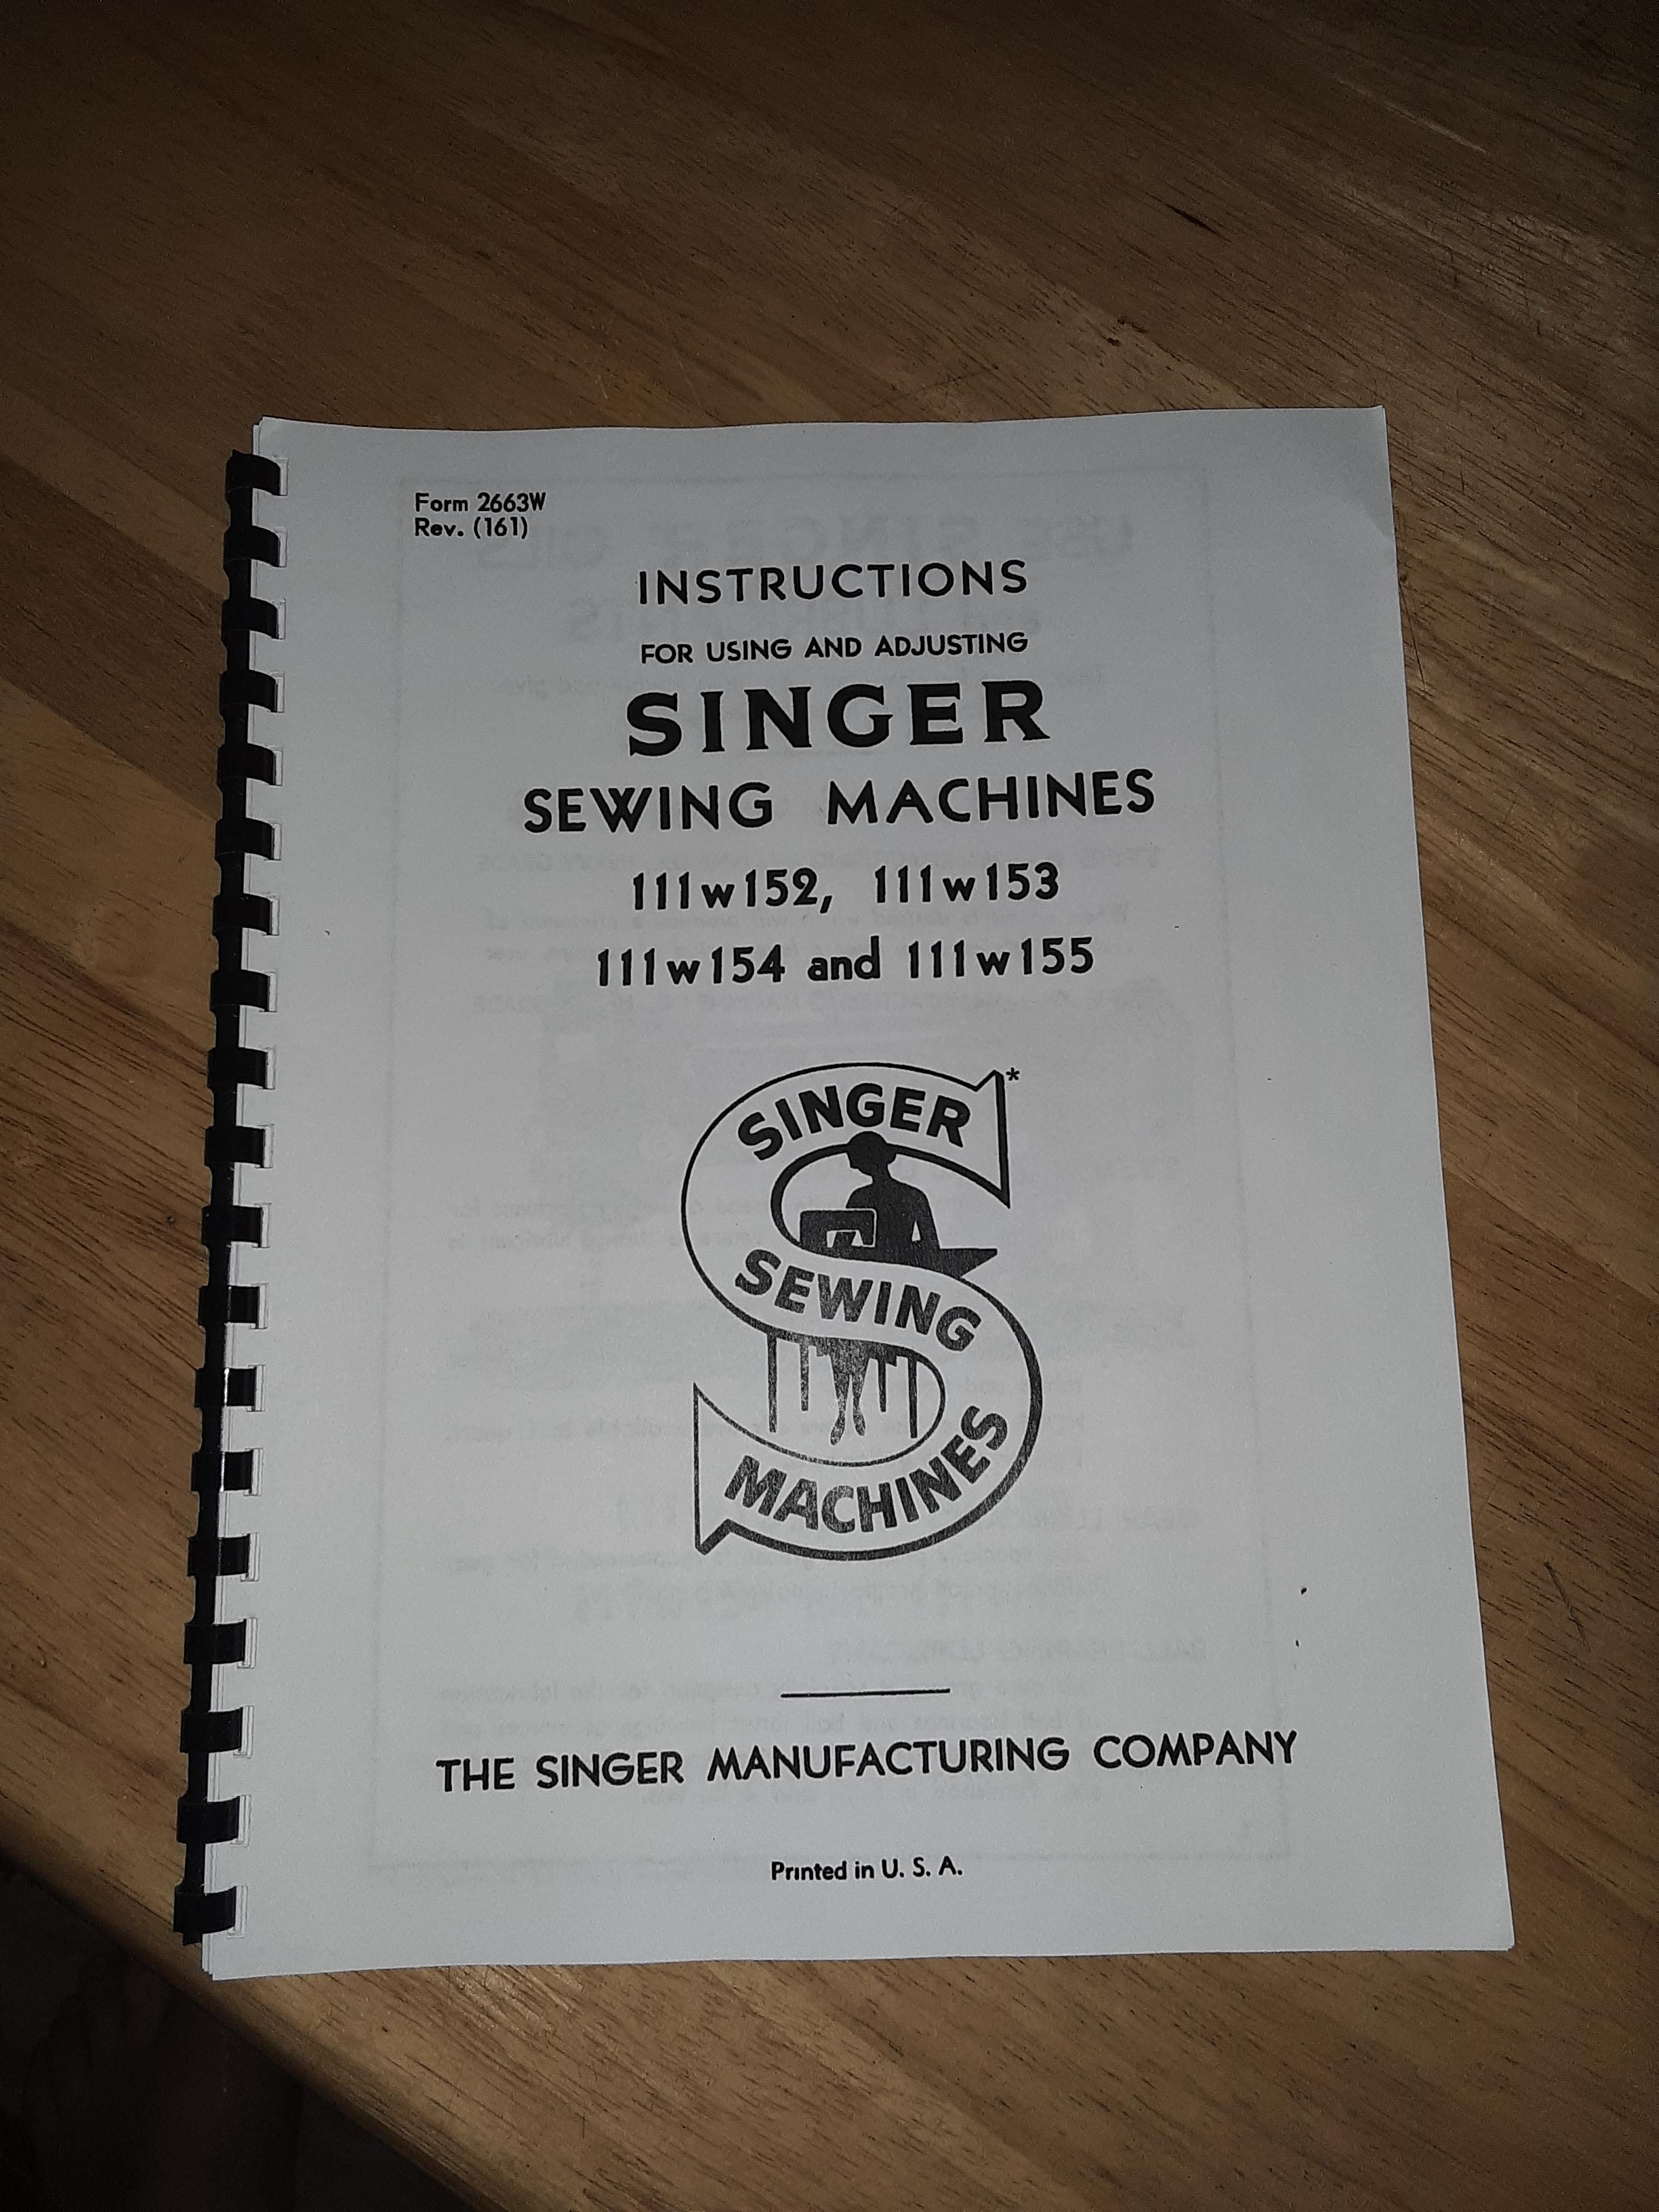 Form 2663W
Rev. (161)
INSTRUCTIONS
FOR USING AND ADJUSTING
SINGER
SEWING MACHINES
111w152, 111w153
111w154 and 111w155
SINGER*
SEWING
MACHINES
THE SINGER MANUFACTURING COMPANY
Printed in U. S. A.